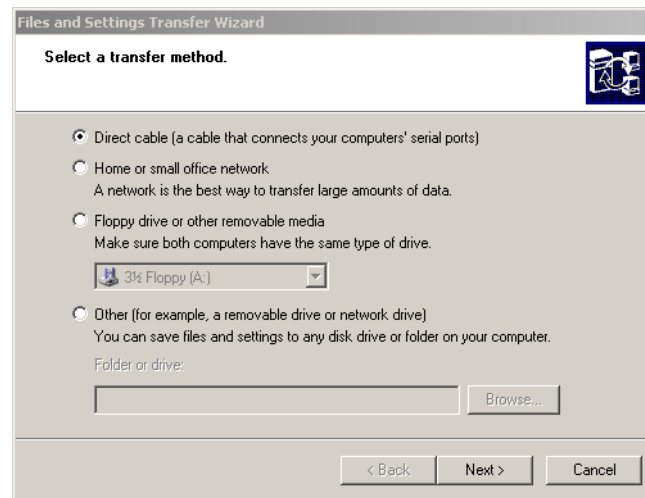 Files and Settings Transfer Wizard
Select a transfer method.
Direct cable (a cable that connects your computers' serial ports)
Home or small office network
A network is the best way to transfer large amounts of data.
Floppy drive or other removable media
Make sure both computers have the same type of drive.
3½ Floppy (A:)
Other (for example, a removable drive or network drive)
You can save files and settings to any disk drive or folder on your computer.
Folder or drive:
Browse...
< Back Next > Cancel